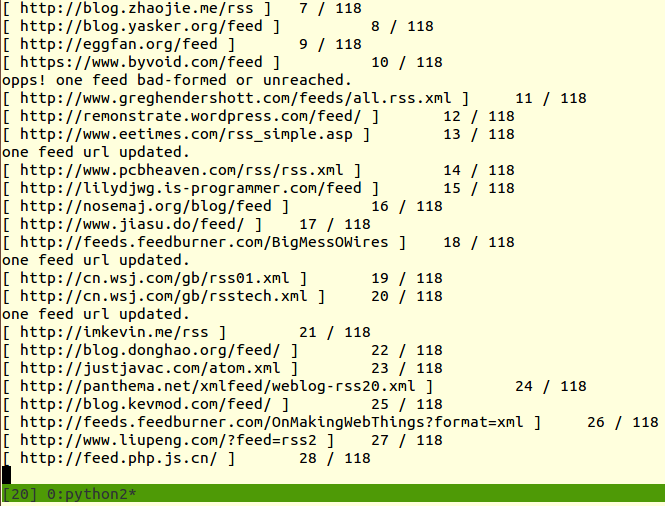 [ http://blog.zhaojie.me/rss ] 7 / 118
[ http://blog.yasker.org/feed ] 8 / 118
[ http://eggfan.org/feed ] 9 / 118
[ https://www.byvoid.com/feed ] 10 / 118
opps! one feed bad-formed or unreached.
[ http://www.greghendershott.com/feeds/all.rss.xml ] 11 / 118
[ http://remonstrate.wordpress.com/feed/ ] 12 / 118
[ http://www.eetimes.com/rss_simple.asp ] 13 / 118
one feed url updated.
[ http://www.pcbheaven.com/rss/rss.xml ] 14 / 118
[ http://lilydjwg.is-programmer.com/feed ] 15 / 118
[ http://nosemaj.org/blog/feed ] 16 / 118
[ http://www.jiasu.do/feed/ ] 17 / 118
[ http://feeds.feedburner.com/BigMessOWires ] 18 / 118
one feed url updated.
[ http://cn.wsj.com/gb/rss01.xml ] 19 / 118
[ http://cn.wsj.com/gb/rsstech.xml ] 20 / 118
one feed url updated.
[ http://imkevin.me/rss ] 21 / 118
[ http://blog.donghao.org/feed/ ] 22 / 118
[ http://justjavac.com/atom.xml ] 23 / 118
[ http://panthema.net/xmlfeed/weblog-rss20.xml ] 24 / 118
[ http://blog.kevmod.com/feed/ ] 25 / 118
[ http://feeds.feedburner.com/OnMakingWebThings?format=xml ] 26 / 118
[ http://www.liupeng.com/?feed=rss2 ] 27 / 118
[ http://feed.php.js.cn/ ] 28 / 118
[20] 0:python2*